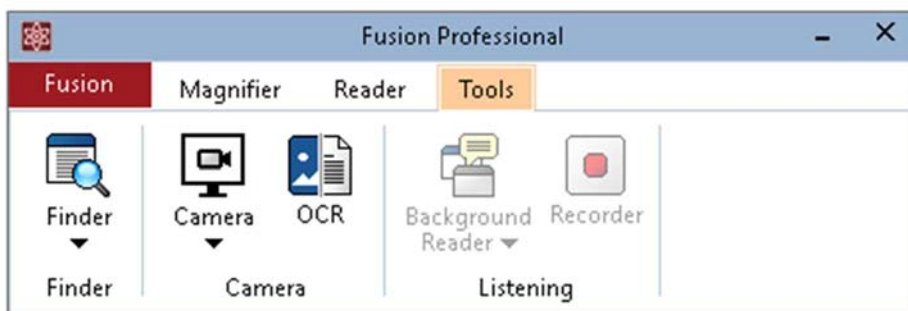 Fusion Professional
Fusion Magnifier Reader Tools
Finder Camera OCR Background Reader Recorder
Finder Camera Listening